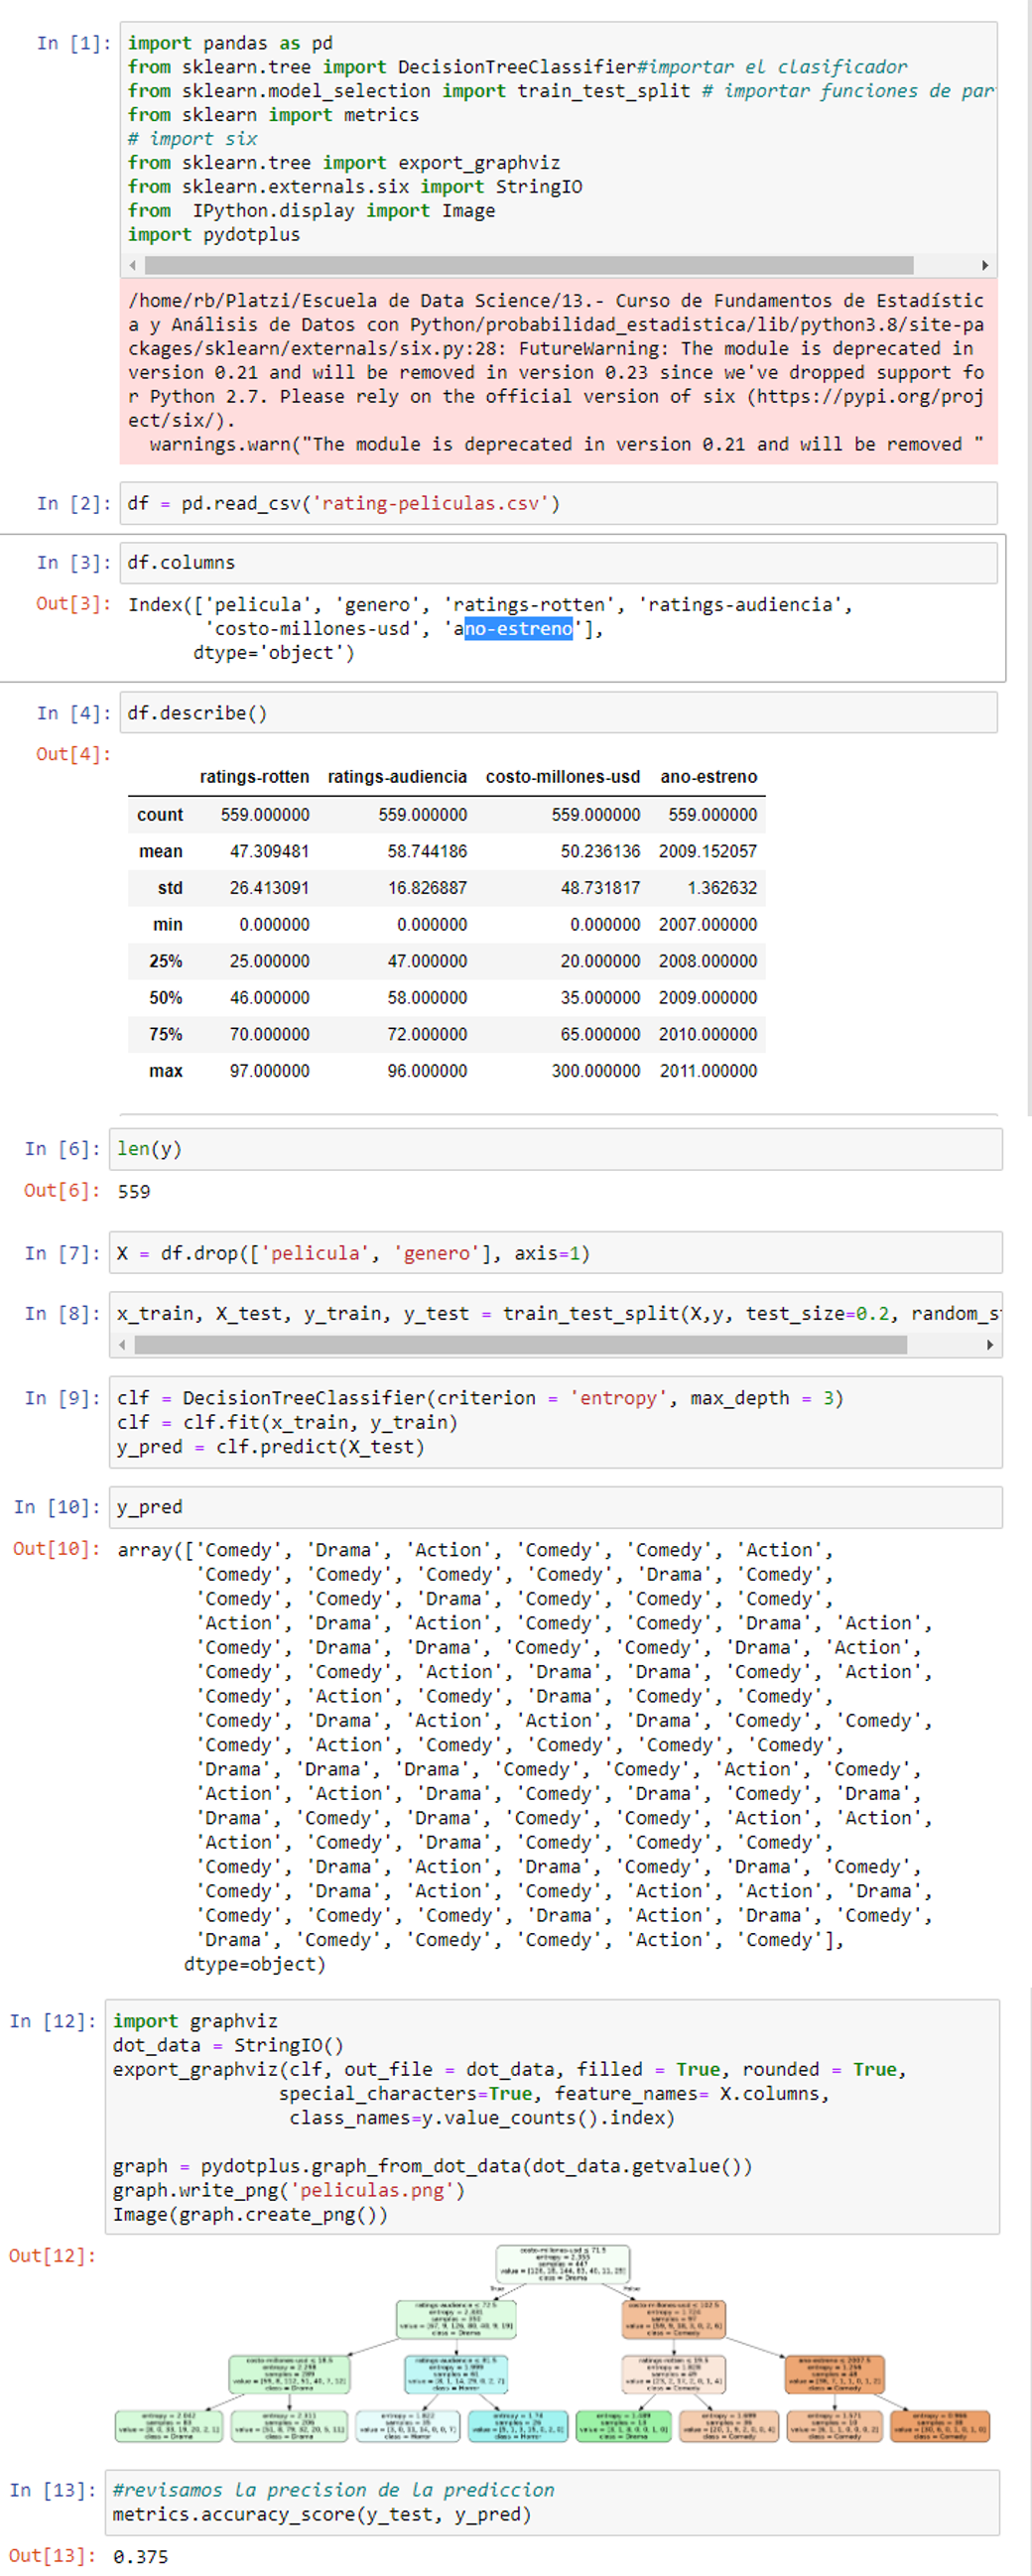 In [1]:
import pandas as pd
from sklearn.tree import DecisionTreeClassifier#importar el clasificador
from sklearn.model_selection import train_test_split # importar funciones de par
from sklearn import metrics
# import six
from sklearn.tree import export_graphviz
from sklearn.externals.six import StringIO
from  IPython.display import Image
import pydotplus
/home/rb/Platzi/Escuela de Data Science/13.- Curso de Fundamentos de Estadístic
a y Análisis de Datos con Python/probabilidad_estadistica/lib/python3.8/site-pa
ckages/sklearn/externals/six.py:28: FutureWarning: The module is deprecated in
version 0.21 and will be removed in version 0.23 since we've dropped support fo
r Python 2.7. Please rely on the official version of six (https://pypi.org/proj
ect/six/).
  warnings.warn("The module is deprecated in version 0.21 and will be removed "
In [2]: df = pd.read_csv('rating-peliculas.csv')
In [3]: df.columns
Out[3]: Index(['pelicula', 'genero', 'ratings-rotten', 'ratings-audiencia',
'costo-millones-usd', 'ano-estreno'],
dtype='object')
In [4]: df.describe()
Out[4]:
ratings-rotten ratings-audiencia costo-millones-usd ano-estreno
count 559.000000 559.000000 559.000000 559.000000
mean 47.309481 58.744186 50.236136 2009.152057
std 26.413091 16.826887 48.731817 1.362632
min 0.000000 0.000000 0.000000 2007.000000
25% 25.000000 47.000000 20.000000 2008.000000
50% 46.000000 58.000000 35.000000 2009.000000
75% 70.000000 72.000000 65.000000 2010.000000
max 97.000000 96.000000 300.000000 2011.000000
In [6]: len(y)
Out[6]: 559
In [7]: X = df.drop(['pelicula', 'genero'], axis=1)
In [8]: x_train, X_test, y_train, y_test = train_test_split(X,y, test_size=0.2, random_s
In [9]: clf = DecisionTreeClassifier(criterion = 'entropy', max_depth = 3)
clf = clf.fit(x_train, y_train)
y_pred = clf.predict(X_test)
In [10]: y_pred
Out[10]: array(['Comedy', 'Drama', 'Action', 'Comedy', 'Comedy', 'Action',
'Comedy', 'Comedy', 'Comedy', 'Comedy', 'Drama', 'Comedy',
'Comedy', 'Comedy', 'Drama', 'Comedy', 'Comedy', 'Comedy',
'Action', 'Drama', 'Action', 'Comedy', 'Comedy', 'Drama', 'Action',
'Comedy', 'Drama', 'Drama', 'Comedy', 'Comedy', 'Drama', 'Action',
'Comedy', 'Comedy', 'Action', 'Drama', 'Drama', 'Comedy', 'Action',
'Comedy', 'Action', 'Comedy', 'Drama', 'Comedy', 'Comedy',
'Comedy', 'Drama', 'Action', 'Action', 'Drama', 'Comedy', 'Comedy',
'Comedy', 'Action', 'Comedy', 'Comedy', 'Comedy', 'Comedy',
'Drama', 'Drama', 'Drama', 'Comedy', 'Comedy', 'Action', 'Comedy',
'Action', 'Action', 'Drama', 'Comedy', 'Drama', 'Comedy', 'Drama',
'Drama', 'Comedy', 'Drama', 'Comedy', 'Comedy', 'Action', 'Action',
'Action', 'Comedy', 'Drama', 'Comedy', 'Comedy', 'Comedy',
'Comedy', 'Drama', 'Action', 'Drama', 'Comedy', 'Drama', 'Comedy',
'Comedy', 'Drama', 'Action', 'Comedy', 'Action', 'Action', 'Drama',
'Comedy', 'Comedy', 'Comedy', 'Drama', 'Action', 'Drama', 'Comedy',
'Drama', 'Comedy', 'Comedy', 'Comedy', 'Action', 'Comedy'],
dtype=object)
In [12]: import graphviz
dot_data = StringIO()
export_graphviz(clf, out_file = dot_data, filled = True, rounded = True,
special_characters=True, feature_names= X.columns,
class_names=y.value_counts().index)
graph = pydotplus.graph_from_dot_data(dot_data.getvalue())
graph.write_png('peliculas.png')
Image(graph.create_png())
Out[12]:
In [13]: #revisamos la precision de la prediccion
metrics.accuracy_score(y_test, y_pred)
Out[13]: 0.375